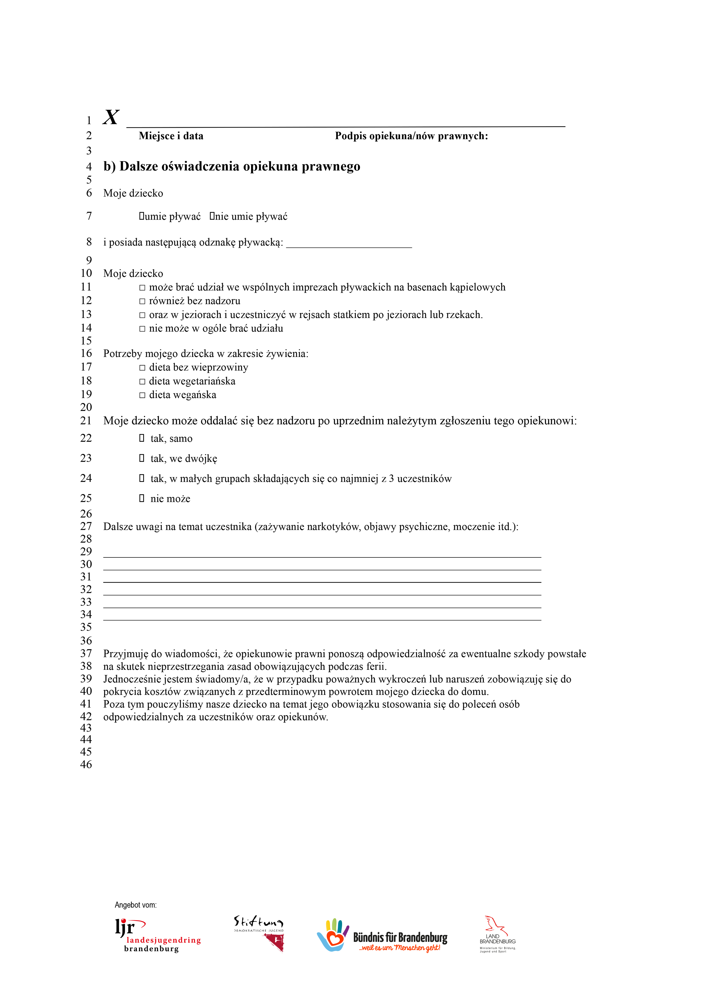 1 X ________________________________
2 Miejsce i data Podpis opiekuna/nów prawnych:
3
4 b) Dalsze oświadczenia opiekuna prawnego
5
6 Moje dziecko
7 ▯umie pływać ▯nie umie pływać
8 i posiada następującą odznakę pływacką: ______________________
9
10 Moje dziecko
11 □ może brać udział we wspólnych imprezach pływackich na basenach kąpielowych
12 □ również bez nadzoru
13 □ oraz w jeziorach i uczestniczyć w rejsach statkiem po jeziorach lub rzekach.
14 □ nie może w ogóle brać udziału
15
16 Potrzeby mojego dziecka w zakresie żywienia:
17 □ dieta bez wieprzowiny
18 □ dieta wegetariańska
19 □ dieta wegańska
20
21 Moje dziecko może oddalać się bez nadzoru po uprzednim należytym zgłoszeniu tego opiekunowi:
22 ▯ tak, samo
23 ▯ tak, we dwójkę
24 ▯ tak, w małych grupach składających się co najmniej z 3 uczestników
25 ▯ nie może
26
27 Dalsze uwagi na temat uczestnika (zażywanie narkotyków, objawy psychiczne, moczenie itd.):
28
29 ________________________________
30 ________________________________
31 ________________________________
32 ________________________________
33 ________________________________
34 ________________________________
35
36
37 Przyjmuję do wiadomości, że opiekunowie prawni ponoszą odpowiedzialność za ewentualne szkody powstałe
38 na skutek nieprzestrzegania zasad obowiązujących podczas ferii.
39 Jednocześnie jestem świadomy/a, że w przypadku poważnych wykroczeń lub naruszeń zobowiązuję się do
40 pokrycia kosztów związanych z przedterminowym powrotem mojego dziecka do domu.
41 Poza tym pouczyliśmy nasze dziecko na temat jego obowiązku stosowania się do poleceń osób
42 odpowiedzialnych za uczestników oraz opiekunów.
43
44
45
46
Angebot vom:
ljr
landesjugendring
brandenburg
Stiftung
DEMOKRATISCHE JUGEND
Bündnis für Brandenburg
...weil es um Menschen geht!
LAND
BRANDENBURG
Ministerium für Bildung,
Jugend und Sport